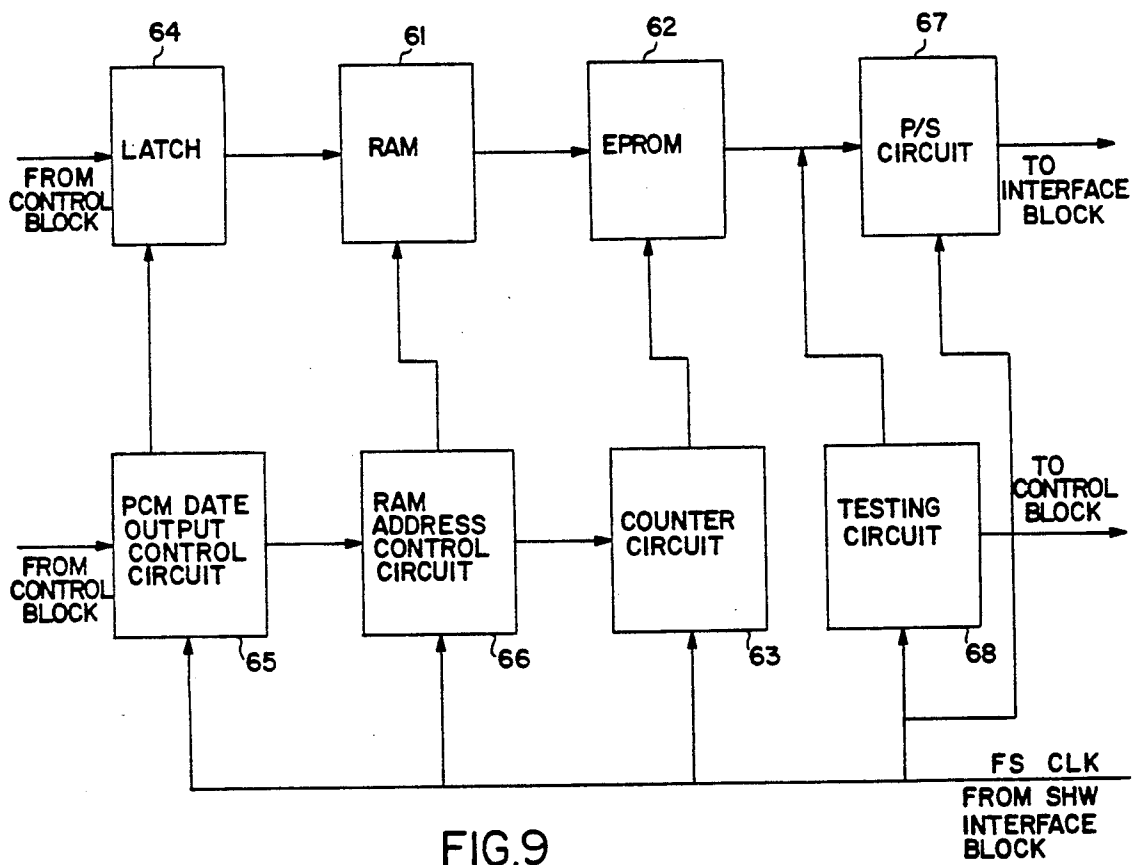 64
61
62
67
LATCH
RAM
EPROM
P/S
CIRCUIT
FROM
CONTROL
BLOCK
TO
INTERFACE
BLOCK
PCM DATE
OUTPUT
CONTROL
CIRCUIT
RAM
ADDRESS
CONTROL
CIRCUIT
COUNTER
CIRCUIT
TESTING
CIRCUIT
TO
CONTROL
BLOCK
FROM
CONTROL
BLOCK
65
66
63
68
FS CLK
FROM SHW
INTERFACE
BLOCK
FIG.9